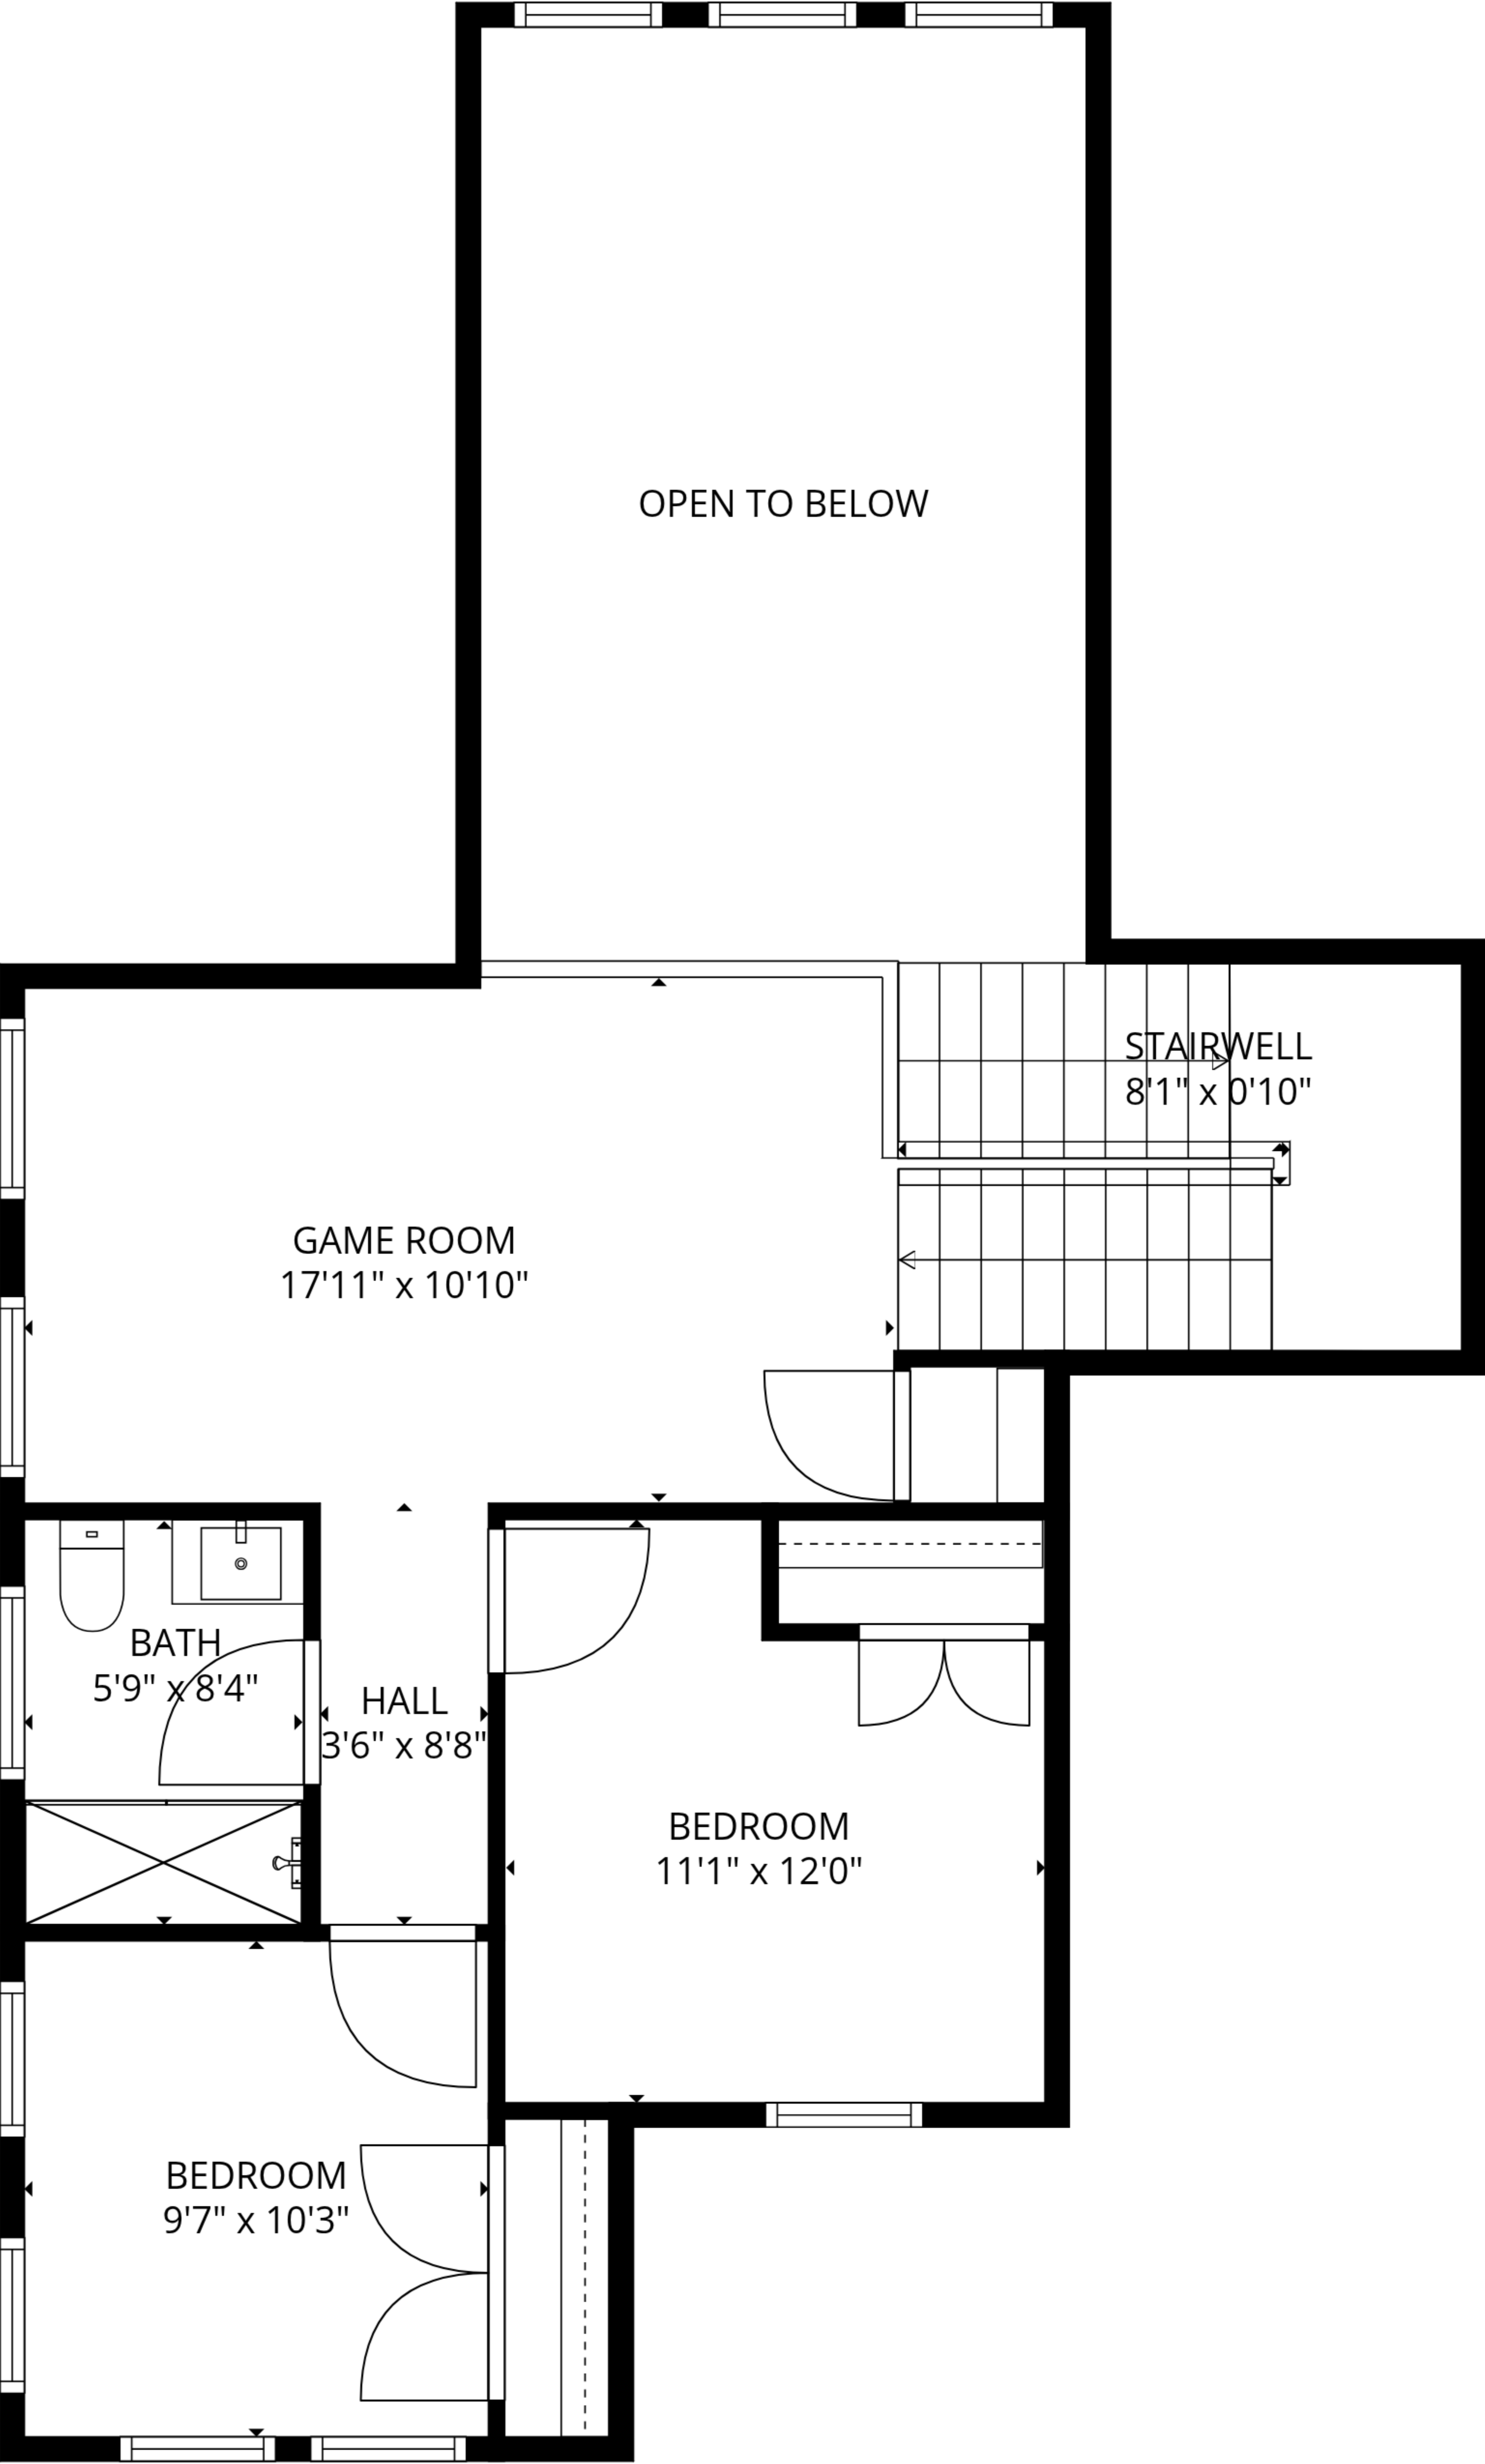 OPEN TO BELOW
STAIRWELL
8'1" x 0'10"
GAME ROOM
17'11" x 10'10"
BATH
5'9" x 8'4"
HALL
3'6" x 8'8"
BEDROOM
11'1" x 12'0"
BEDROOM
9'7" x 10'3"